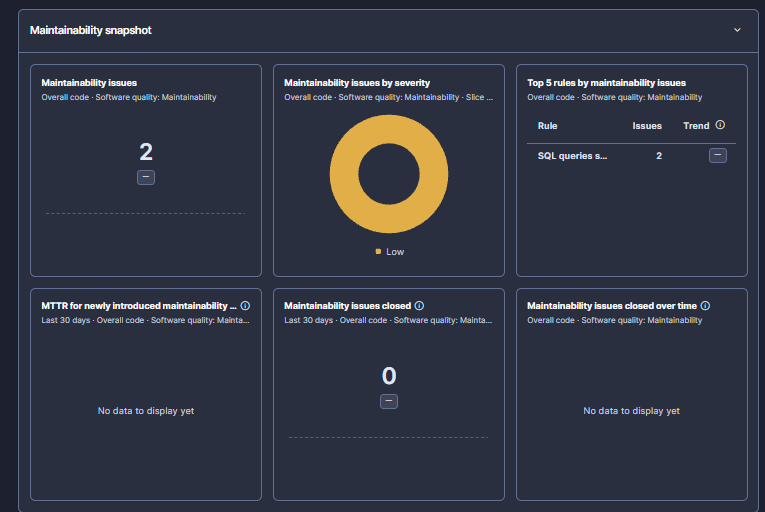 Maintainability snapshot
Maintainability issues
Overall code · Software quality: Maintainability
2
–
Maintainability issues by severity
Overall code · Software quality: Maintainability · Slice ...
Low
Top 5 rules by maintainability issues
Overall code · Software quality: Maintainability
Rule Issues Trend
SQL queries s... 2 –
MTTR for newly introduced maintainability ...
Last 30 days · Overall code · Software quality: Mainta...
No data to display yet
Maintainability issues closed
Last 30 days · Overall code · Software quality: Mainta...
0
–
Maintainability issues closed over time
Overall code · Software quality: Maintainability
No data to display yet